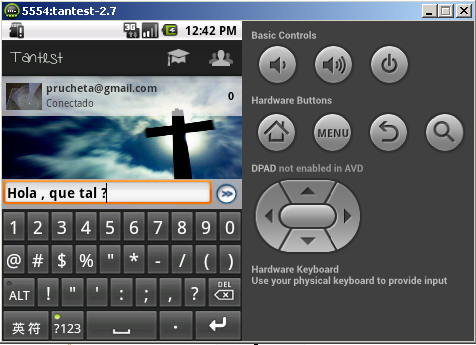 5554:tantest-2.7
3G
12:42 PM
Tantest
prucheta@gmail.com
Conectado
0
Hola , que tal ?
1 2 3 4 5 6 7 8 9 0
@ # $ % " * - / ( )
ALT ! " ' : ; , ? DEL
英 符 ?123 .
Basic Controls
Hardware Buttons
MENU
DPAD not enabled in AVD
Hardware Keyboard
Use your physical keyboard to provide input